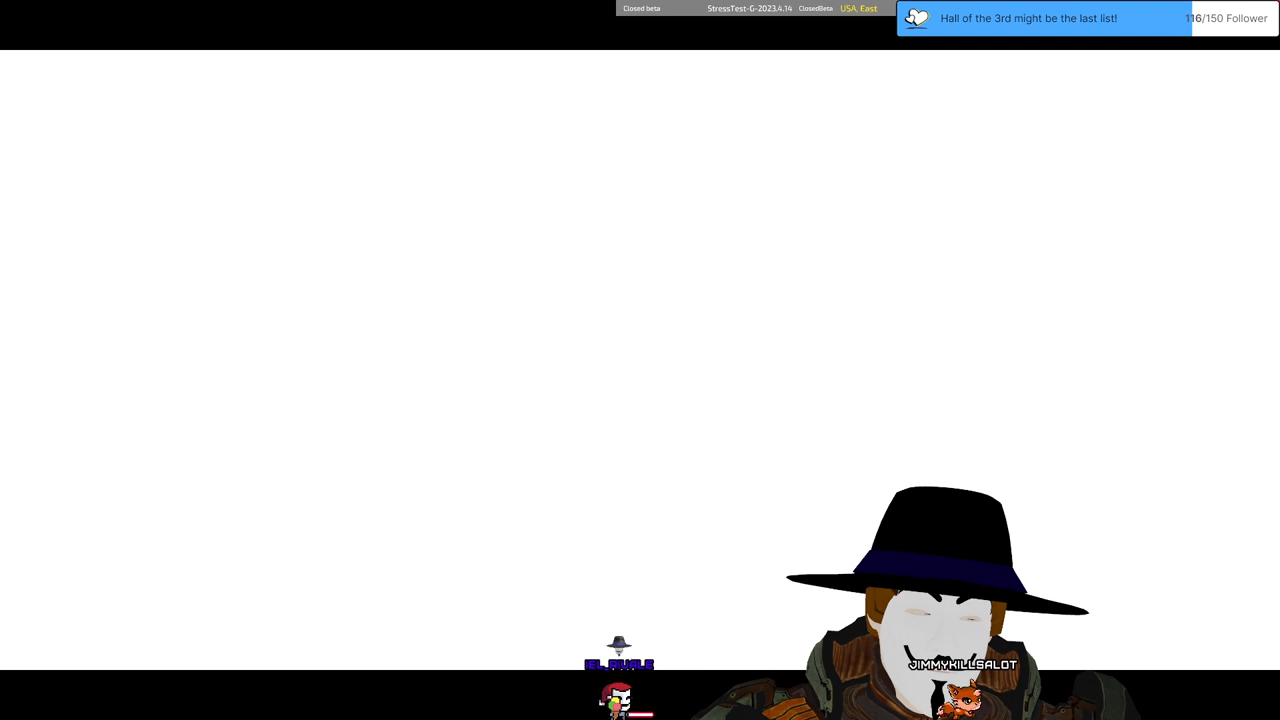 Closed beta
StressTest-G-2023.4.14
ClosedBeta
USA, East
Hall of the 3rd might be the last list!
116/150 Follower
JIMMYKILLSALOT